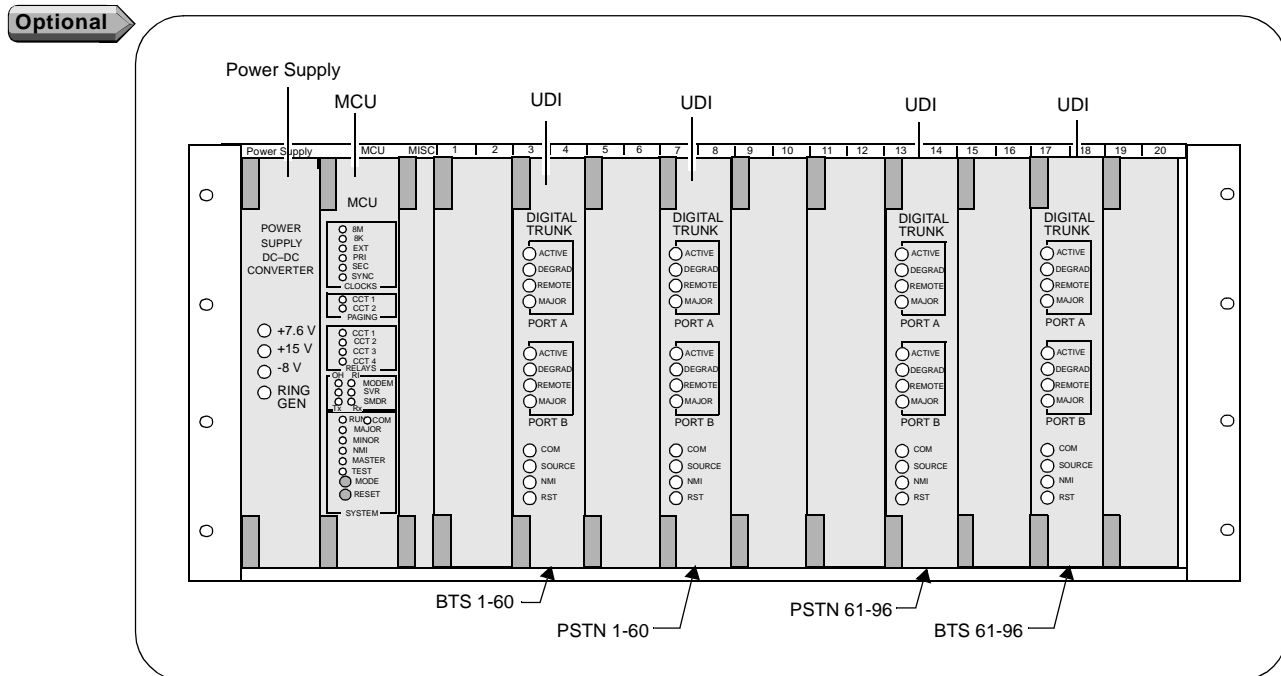 Optional
Power Supply
MCU
UDI
UDI
UDI
UDI
Power Supply MCU MISC 1 2 3 4 5 6 7 8 9 10 11 12 13 14 15 16 17 18 19 20
POWER
SUPPLY
DC–DC
CONVERTER
+7.6 V
+15 V
-8 V
RING
GEN
MCU
8M
8K
EXT
PRI
SEC
SYNC
CLOCKS
CCT 1
CCT 2
PAGING
CCT 1
CCT 2
CCT 3
CCT 4
RELAYS
OH RI
MODEM
SVR
SMDR
Tx Rx
RUN COM
MAJOR
MINOR
NMI
MASTER
TEST
MODE
RESET
SYSTEM
DIGITAL
TRUNK
ACTIVE
DEGRAD
REMOTE
MAJOR
PORT A
ACTIVE
DEGRAD
REMOTE
MAJOR
PORT B
COM
SOURCE
NMI
RST
DIGITAL
TRUNK
ACTIVE
DEGRAD
REMOTE
MAJOR
PORT A
ACTIVE
DEGRAD
REMOTE
MAJOR
PORT B
COM
SOURCE
NMI
RST
DIGITAL
TRUNK
ACTIVE
DEGRAD
REMOTE
MAJOR
PORT A
ACTIVE
DEGRAD
REMOTE
MAJOR
PORT B
COM
SOURCE
NMI
RST
DIGITAL
TRUNK
ACTIVE
DEGRAD
REMOTE
MAJOR
PORT A
ACTIVE
DEGRAD
REMOTE
MAJOR
PORT B
COM
SOURCE
NMI
RST
BTS 1-60
PSTN 1-60
PSTN 61-96
BTS 61-96